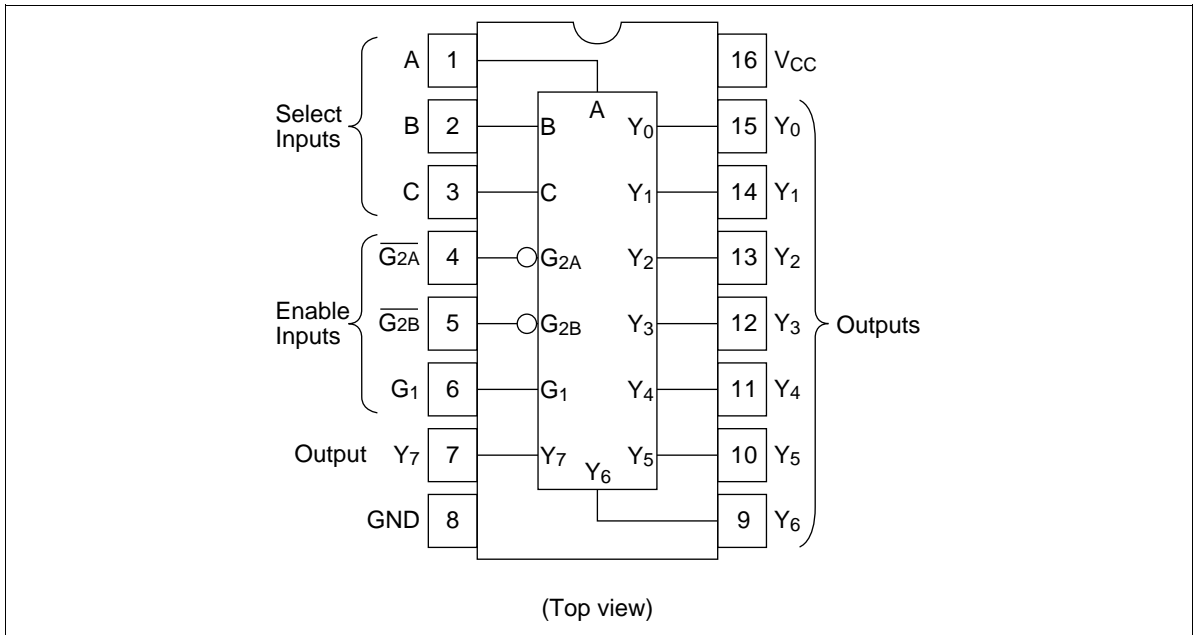 A 1
16 VCC
A
Select
Inputs
B 2
B
Y0
15 Y0
C 3
C
Y1
14 Y1
G2A 4
G2A
Y2
13 Y2
Enable
Inputs
G2B 5
G2B
Y3
12 Y3
Outputs
G1 6
G1
Y4
11 Y4
Output Y7 7
Y7
Y6
Y5
10 Y5
GND 8
9 Y6
(Top view)